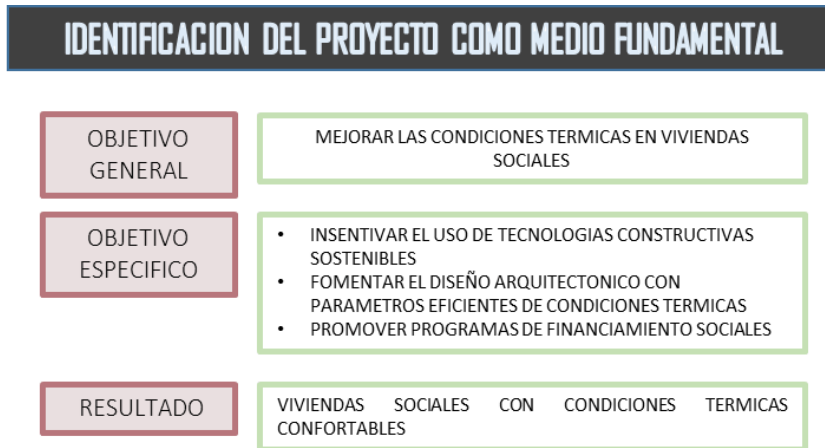 IDENTIFICACION DEL PROYECTO COMO MEDIO FUNDAMENTAL
OBJETIVO
GENERAL
MEJORAR LAS CONDICIONES TERMICAS EN VIVIENDAS
SOCIALES
OBJETIVO
ESPECIFICO
• INSENTIVAR EL USO DE TECNOLOGIAS CONSTRUCTIVAS
SOSTENIBLES
• FOMENTAR EL DISEÑO ARQUITECTONICO CON
PARAMETROS EFICIENTES DE CONDICIONES TERMICAS
• PROMOVER PROGRAMAS DE FINANCIAMIENTO SOCIALES
RESULTADO
VIVIENDAS SOCIALES CON CONDICIONES TERMICAS
CONFORTABLES